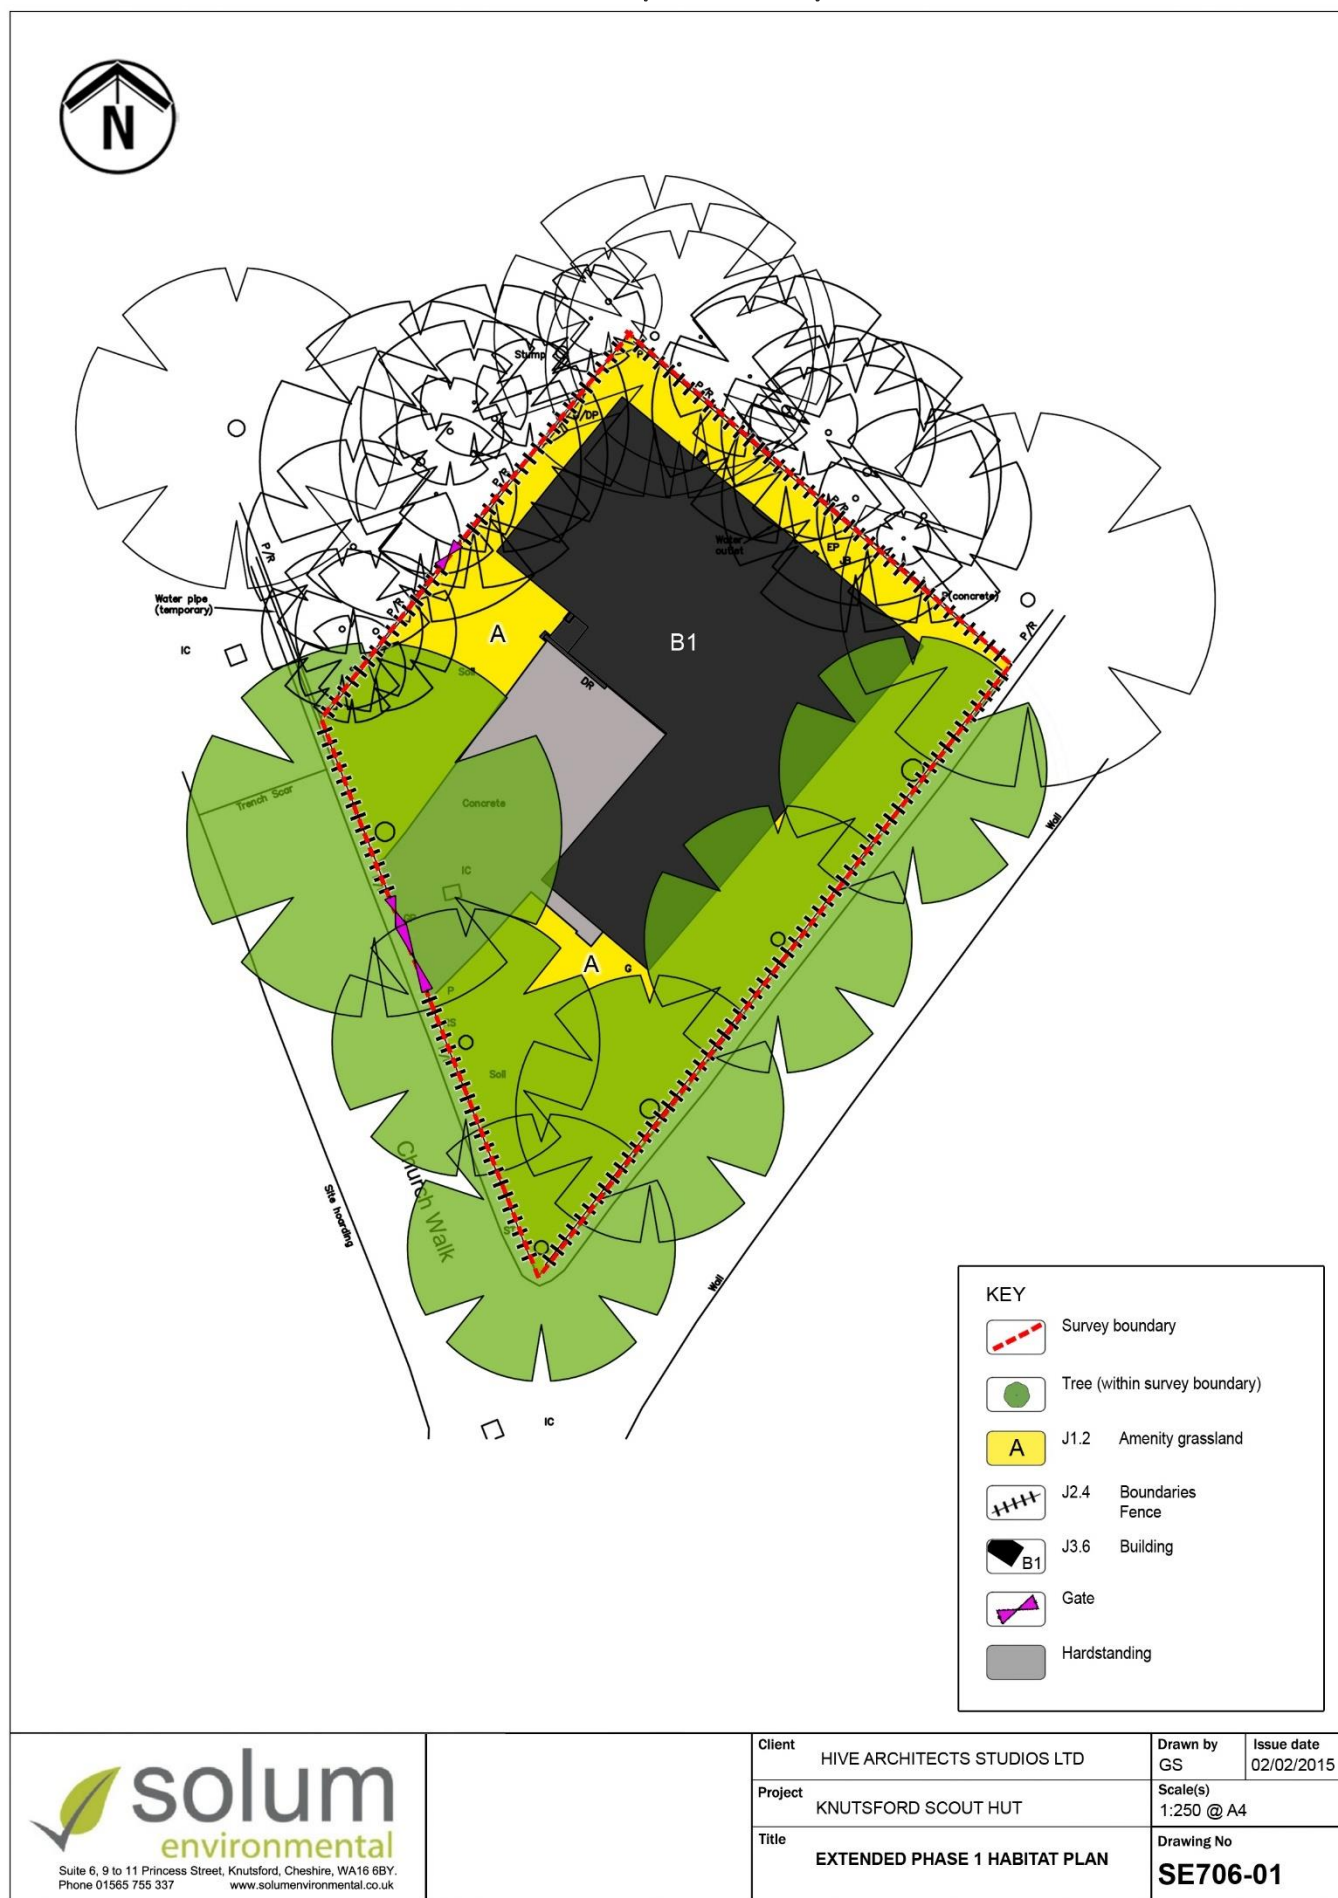 N
Stump
P
P/R
/DP
P/R
P/R
P/R
P/R
Water outlet
EP
JB
P(concrete)
P/R
Water pipe
(temporary)
IC
A
B1
Soil
DR
Trench Scar
Concrete
IC
Wall
A
G
P
Soil
Church Walk
Site hoarding
Wall
IC
KEY
Survey boundary
Tree (within survey boundary)
A J1.2 Amenity grassland
J2.4 Boundaries
Fence
B1 J3.6 Building
Gate
Hardstanding
solum
environmental
Suite 6, 9 to 11 Princess Street, Knutsford, Cheshire, WA16 6BY.
Phone 01565 755 337 www.solumenvironmental.co.uk
Client
HIVE ARCHITECTS STUDIOS LTD
Project
KNUTSFORD SCOUT HUT
Title
EXTENDED PHASE 1 HABITAT PLAN
Drawn by
GS
Issue date
02/02/2015
Scale(s)
1:250 @ A4
Drawing No
SE706-01